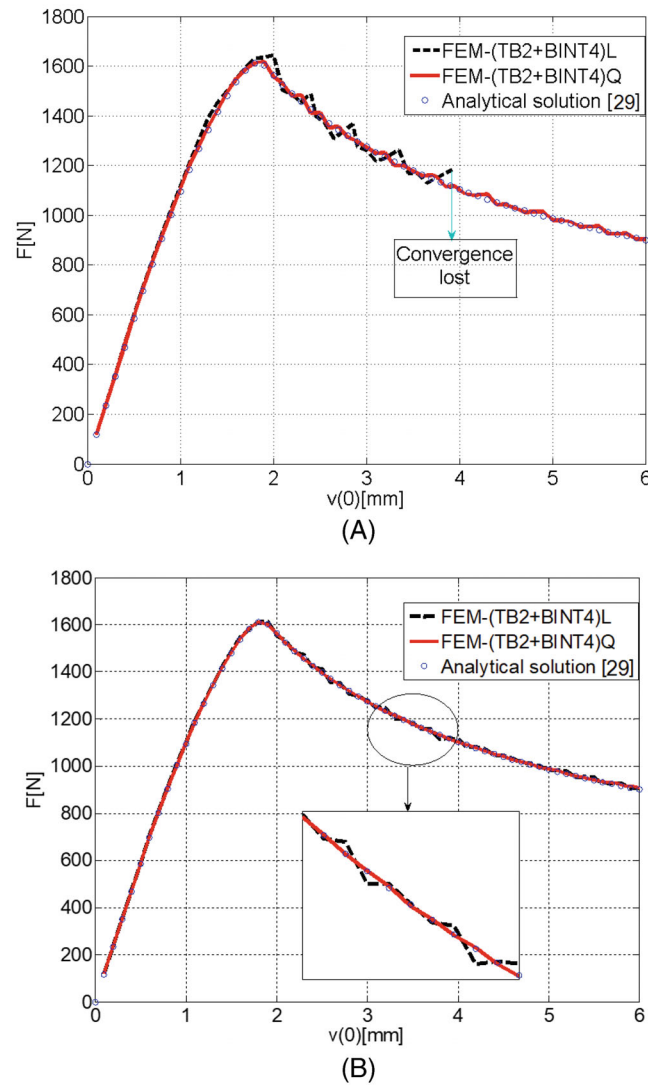 1800
1600
1400
1200
1000
800
600
400
200
0
F[N]
FEM-(TB2+BINT4)L
FEM-(TB2+BINT4)Q
Analytical solution [29]
Convergence
lost
0 1 2 3 4 5 6
v(0)[mm]
(A)
1800
1600
1400
1200
1000
800
600
400
200
0
F[N]
FEM-(TB2+BINT4)L
FEM-(TB2+BINT4)Q
Analytical solution [29]
0 1 2 3 4 5 6
v(0)[mm]
(B)